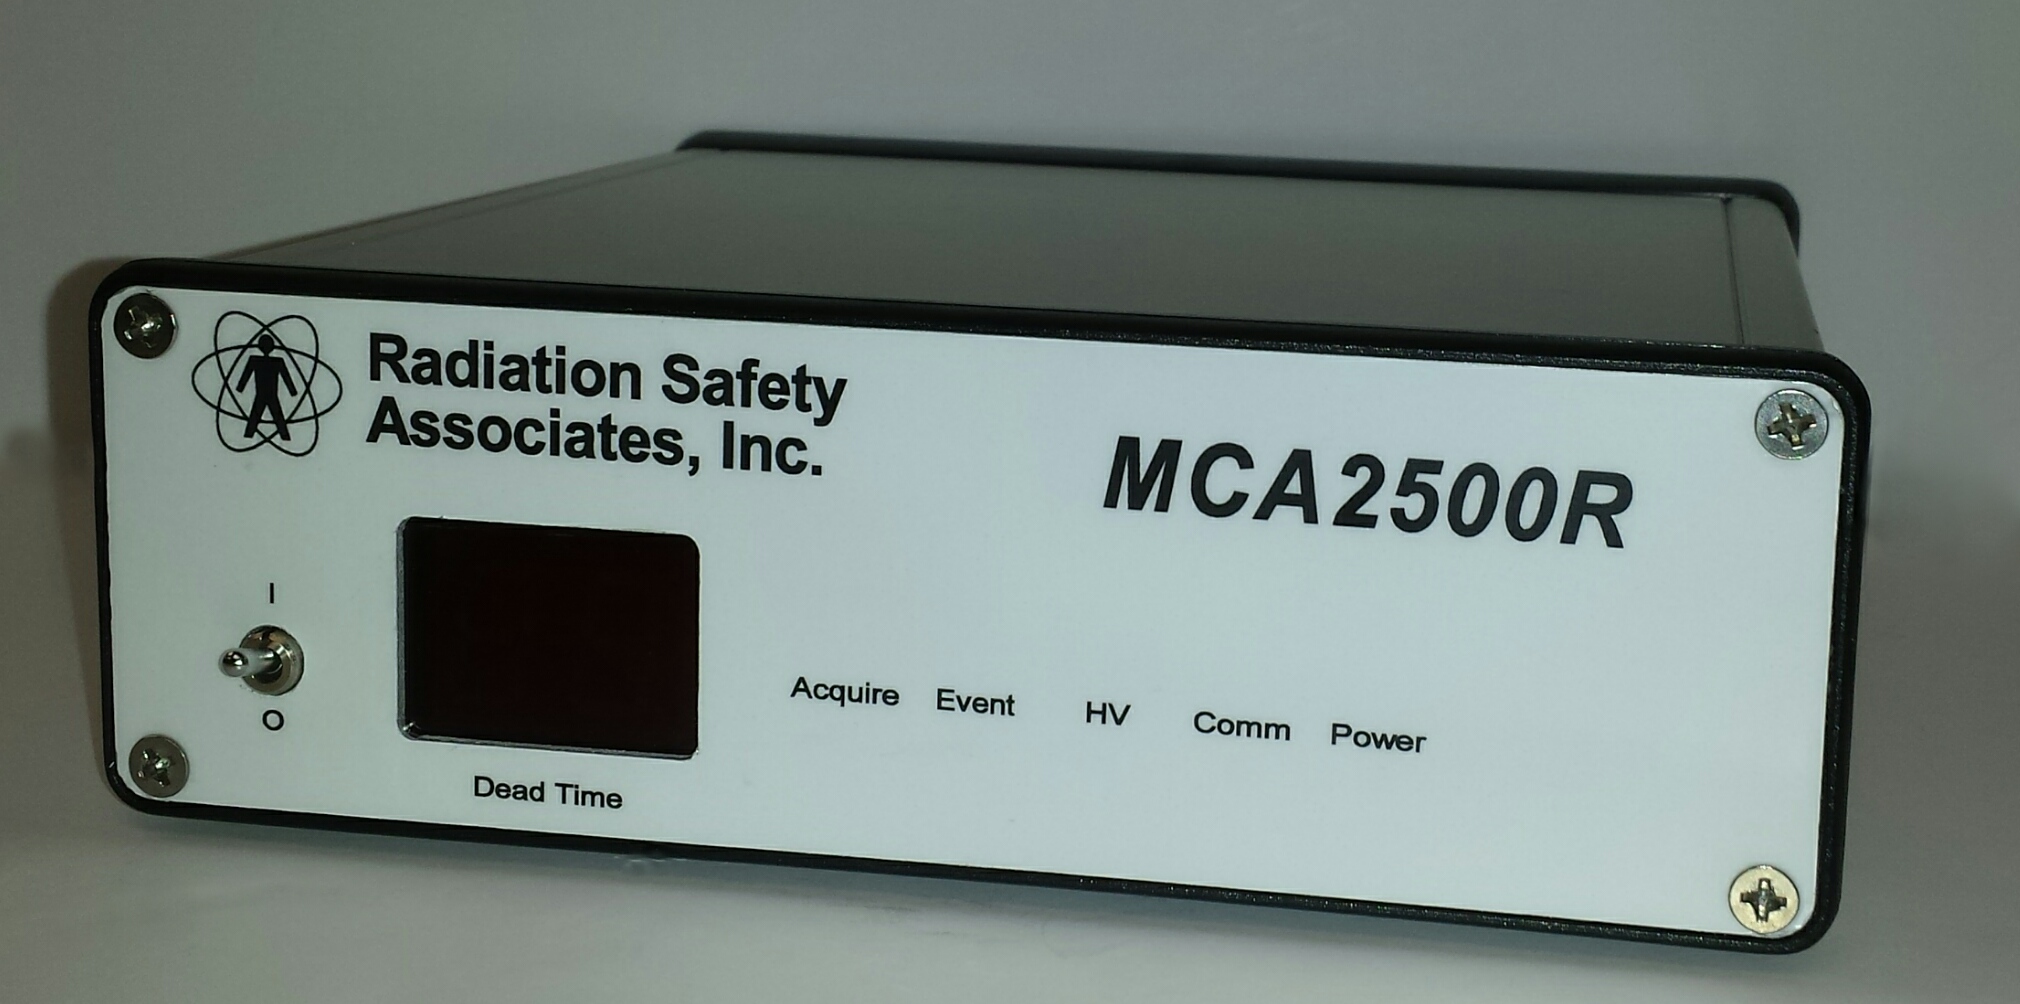 Radiation Safety
Associates, Inc.
MCA2500R
I
O
Dead Time
Acquire Event HV Comm Power